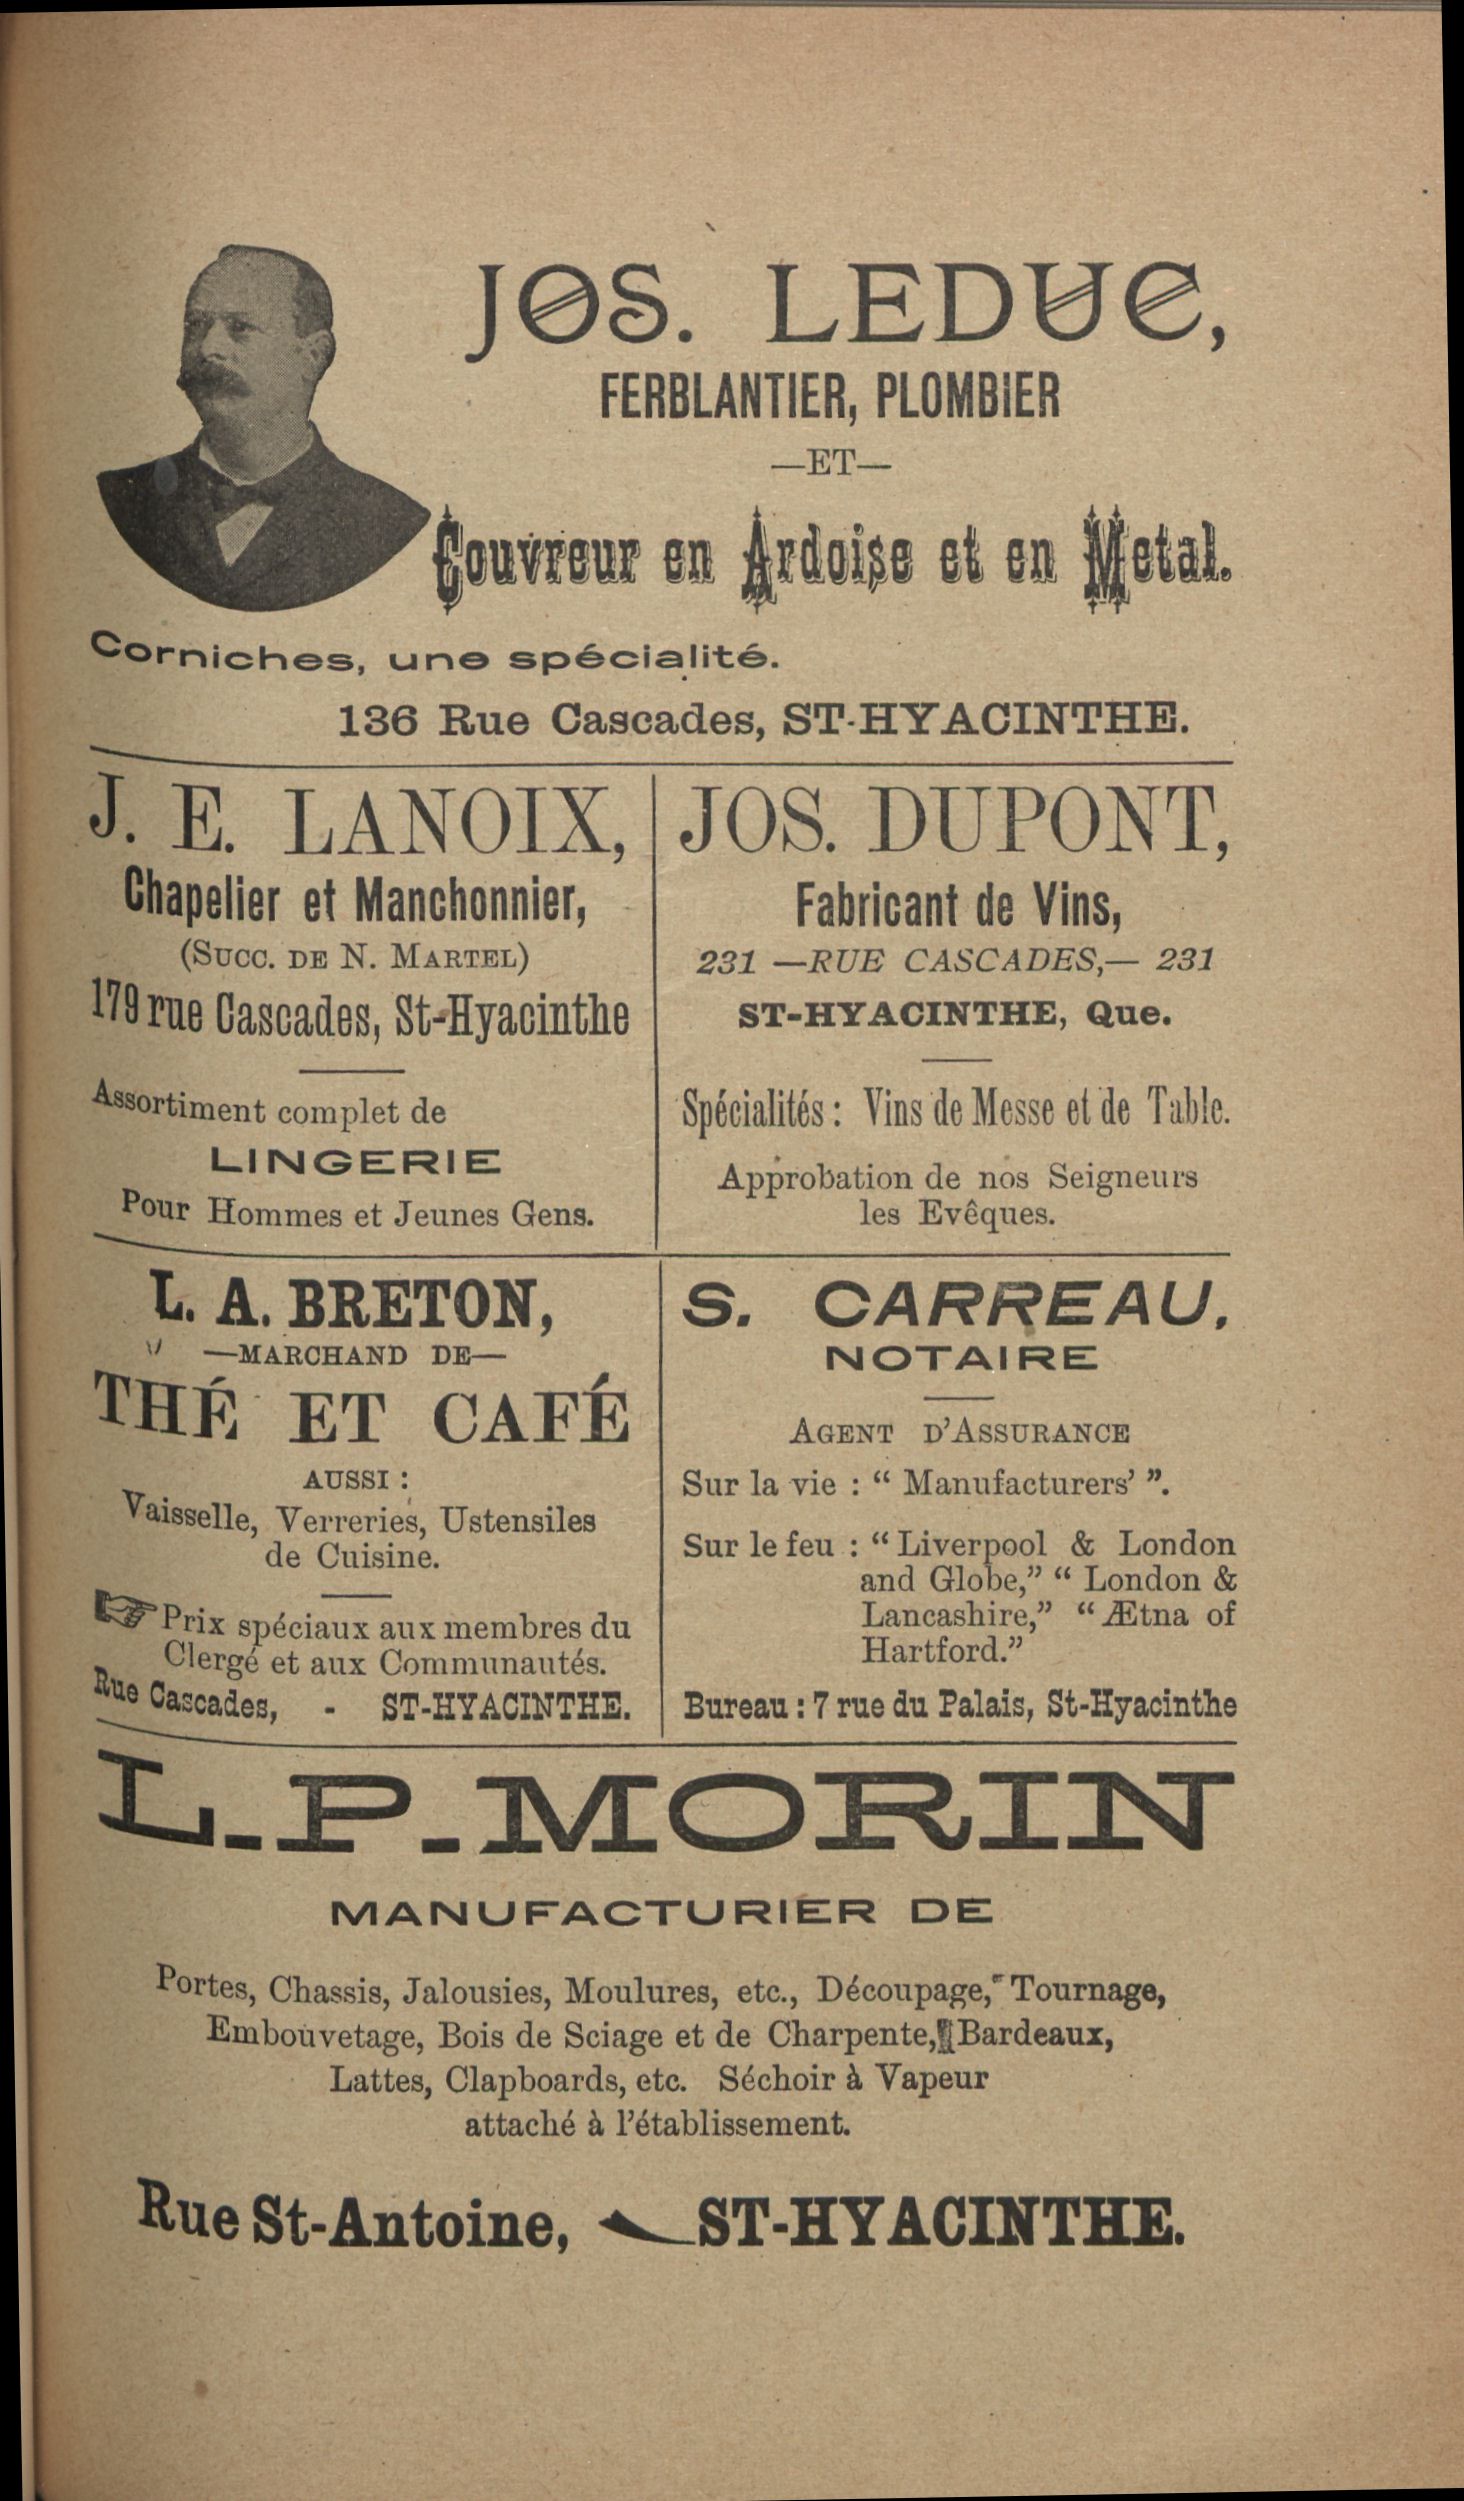 JOS. LEDUC,
FERBLANTIER, PLOMBIER
—ET—
Couvreur en Ardoise et en Metal.
Corniches, une spécialité.
136 Rue Cascades, ST-HYACINTHE.
J. E. LANOIX,
Chapelier et Manchonnier,
(SUCC. DE N. MARTEL)
179 rue Cascades, St-Hyacinthe
Assortiment complet de
LINGERIE
Pour Hommes et Jeunes Gens.
JOS. DUPONT,
Fabricant de Vins,
231 —RUE CASCADES,— 231
ST-HYACINTHE, Que.
Spécialités : Vins de Messe et de Table.
Approbation de nos Seigneurs
les Evêques.
L. A. BRETON,
—MARCHAND DE—
THÉ ET CAFÉ
AUSSI :
Vaisselle, Verreries, Ustensiles
de Cuisine.
☞ Prix spéciaux aux membres du
Clergé et aux Communautés.
Rue Cascades, - ST-HYACINTHE.
S. CARREAU,
NOTAIRE
AGENT D'ASSURANCE
Sur la vie : “ Manufacturers’ ”.
Sur le feu : “ Liverpool & London
and Globe,” “ London &
Lancashire,” “ Ætna of
Hartford.”
Bureau : 7 rue du Palais, St-Hyacinthe
L. P. MORIN
MANUFACTURIER DE
Portes, Chassis, Jalousies, Moulures, etc., Découpage, Tournage,
Embouvetage, Bois de Sciage et de Charpente, Bardeaux,
Lattes, Clapboards, etc. Séchoir à Vapeur
attaché à l’établissement.
Rue St-Antoine, ST-HYACINTHE.